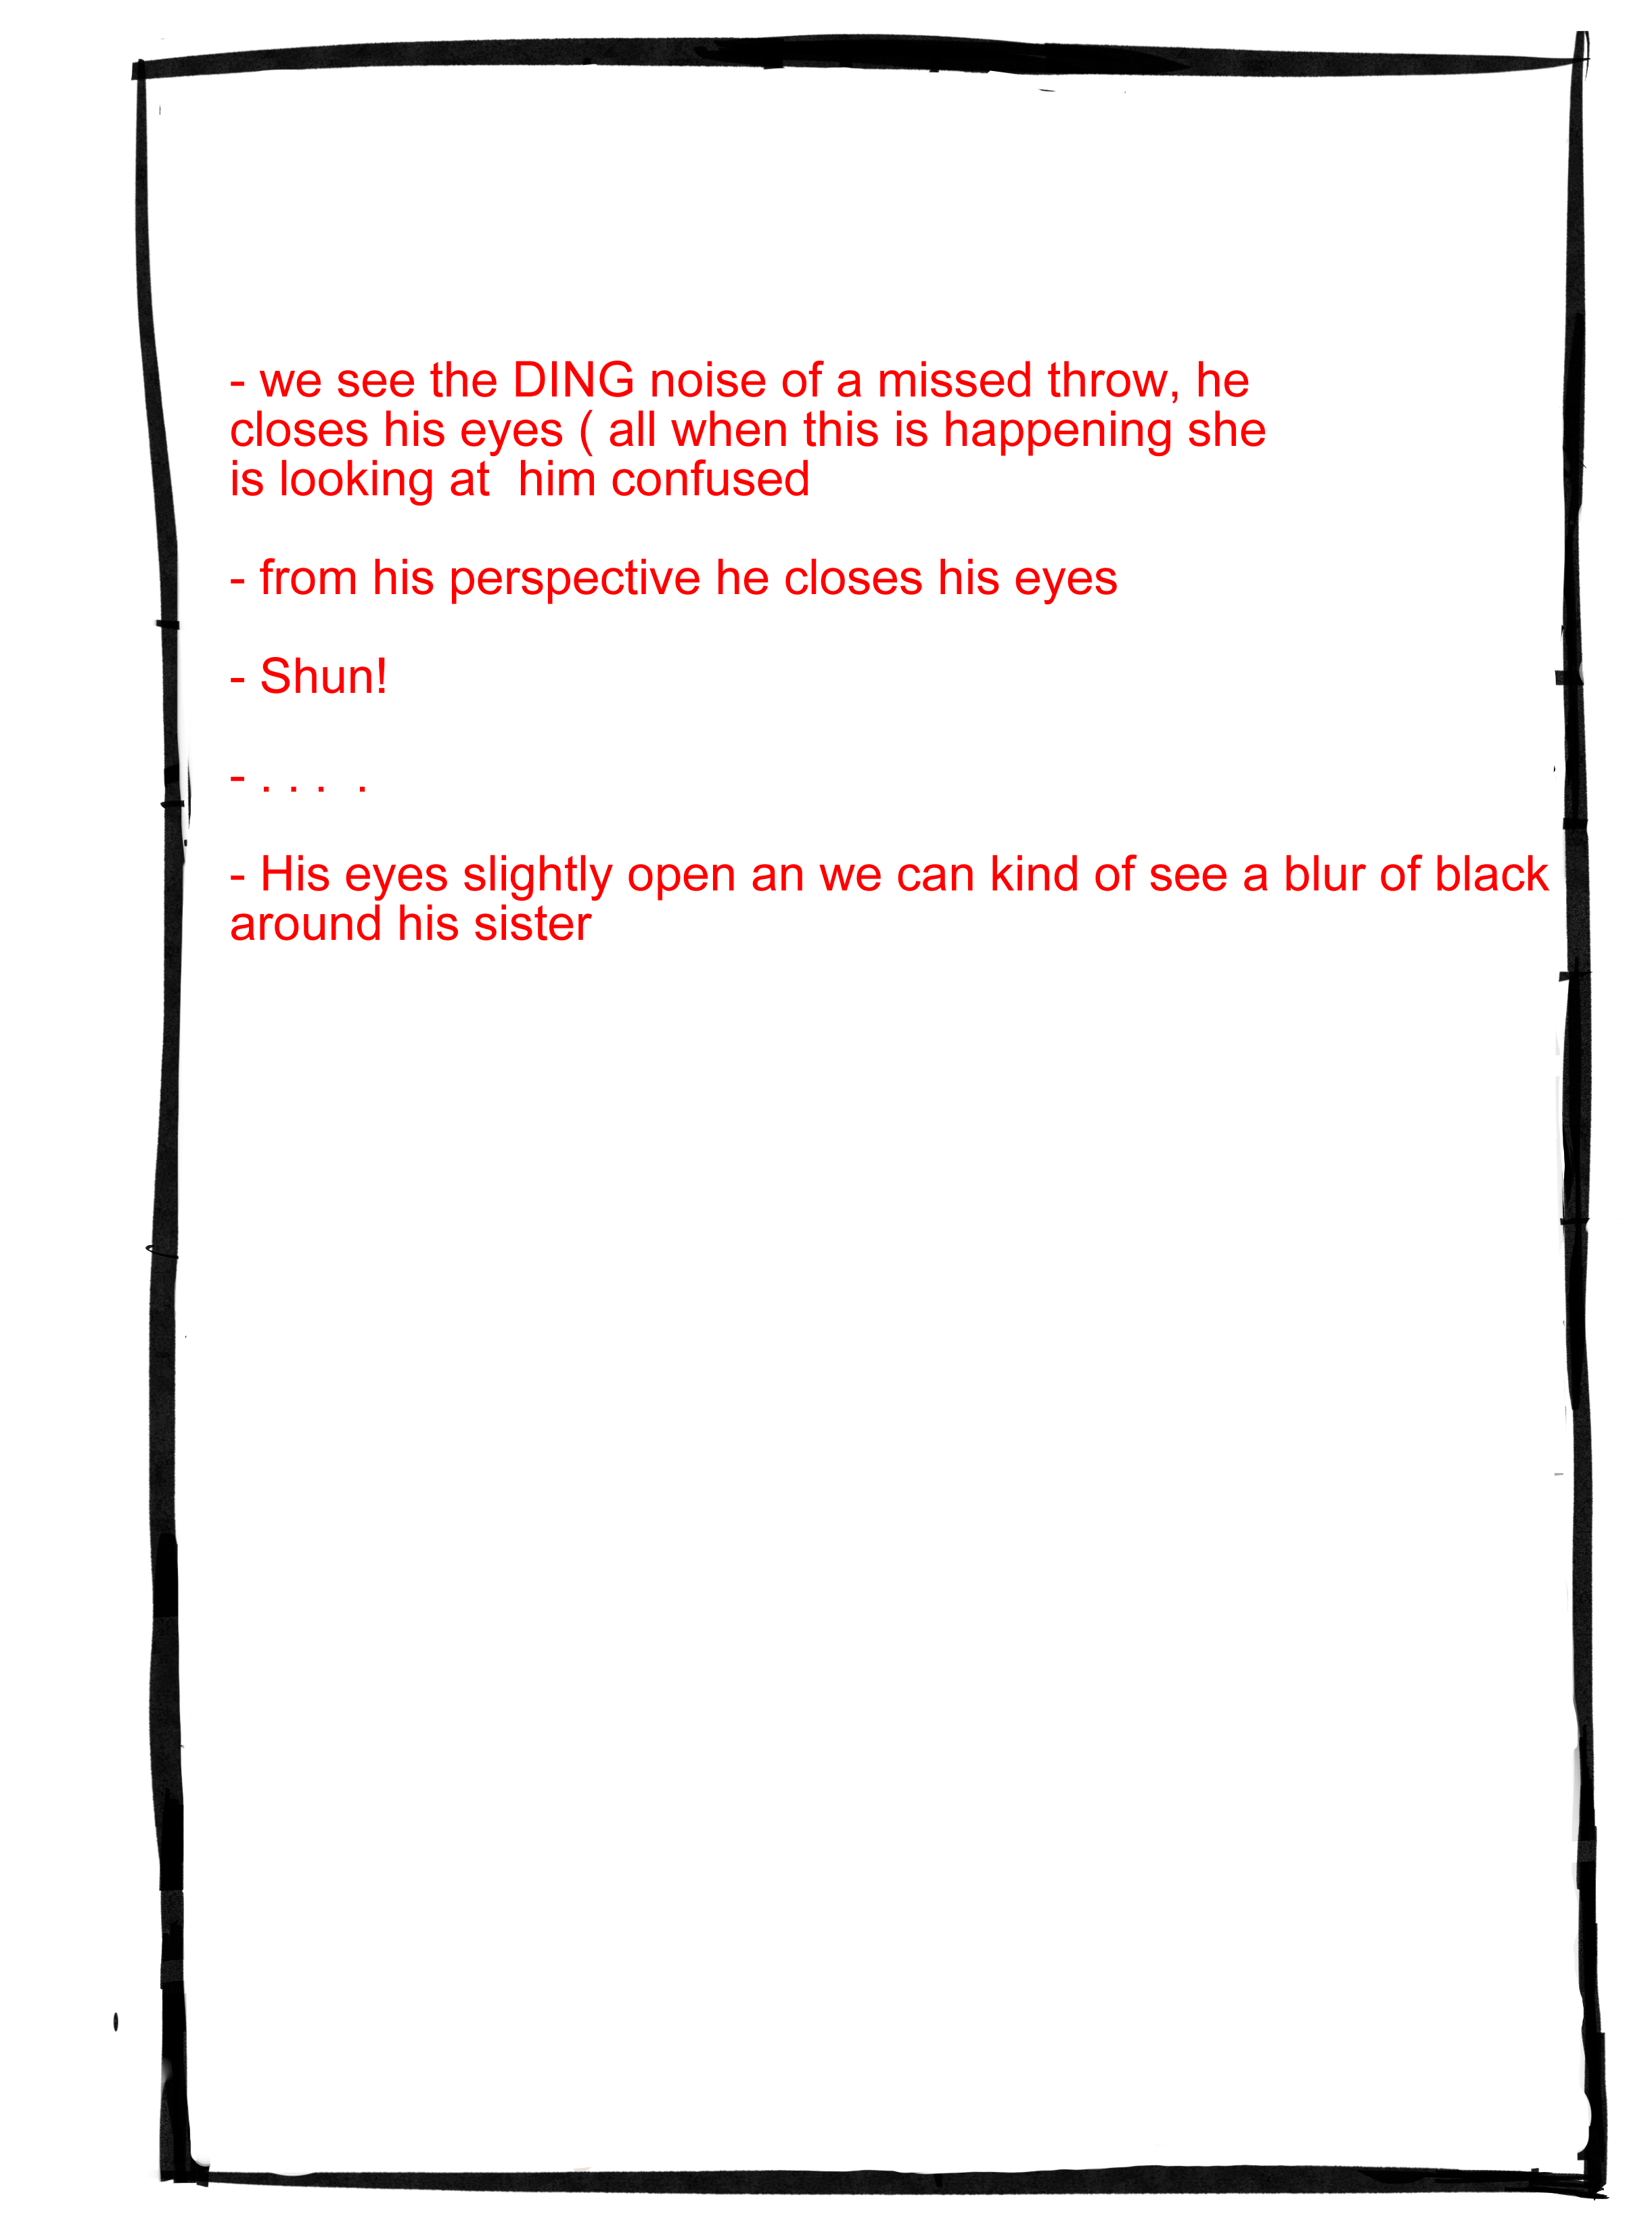 - we see the DING noise of a missed throw, he
closes his eyes ( all when this is happening she
is looking at  him confused
- from his perspective he closes his eyes
- Shun!
- . . .  .
- His eyes slightly open an we can kind of see a blur of black
around his sister